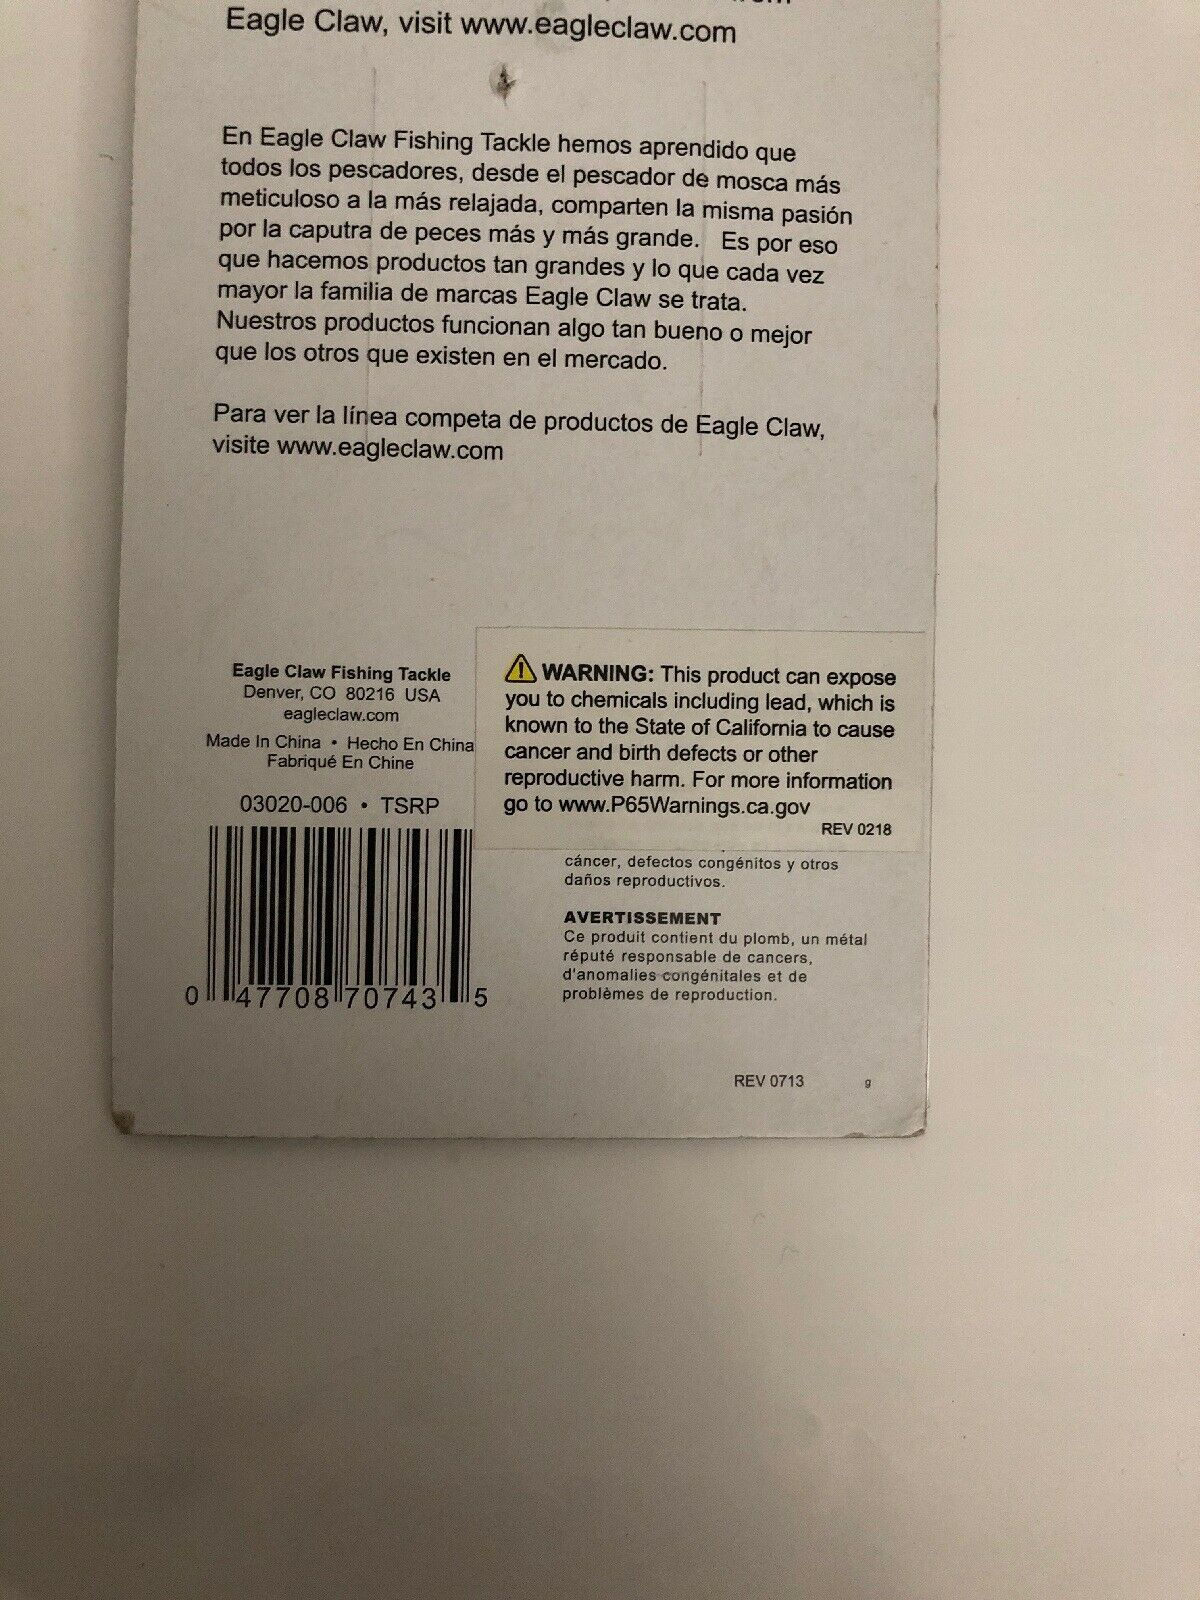 Eagle Claw, visit www.eagleclaw.com
En Eagle Claw Fishing Tackle hemos aprendido que
todos los pescadores, desde el pescador de mosca más
meticuloso a la más relajada, comparten la misma pasión
por la caputra de peces más y más grande. Es por eso
que hacemos productos tan grandes y lo que cada vez
mayor la familia de marcas Eagle Claw se trata.
Nuestros productos funcionan algo tan bueno o mejor
que los otros que existen en el mercado.
Para ver la línea competa de productos de Eagle Claw,
visite www.eagleclaw.com
Eagle Claw Fishing Tackle
Denver, CO 80216 USA
eagleclaw.com
Made In China • Hecho En China
Fabriqué En Chine
03020-006 • TSRP
0 47708 70743 5
⚠ WARNING: This product can expose
you to chemicals including lead, which is
known to the State of California to cause
cancer and birth defects or other
reproductive harm. For more information
go to www.P65Warnings.ca.gov
REV 0218
cáncer, defectos congénitos y otros
daños reproductivos.
AVERTISSEMENT
Ce produit contient du plomb, un métal
réputé responsable de cancers,
d'anomalies congénitales et de
problèmes de reproduction.
REV 0713 g